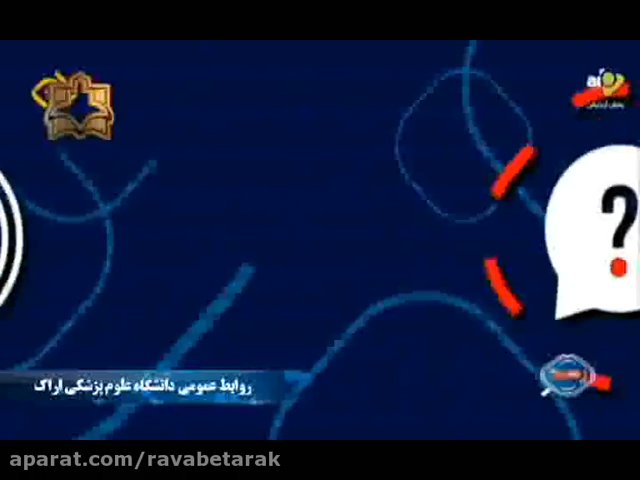 ?
روابط عمومی دانشگاه علوم پزشکی اراک
aparat.com/ravabetarak